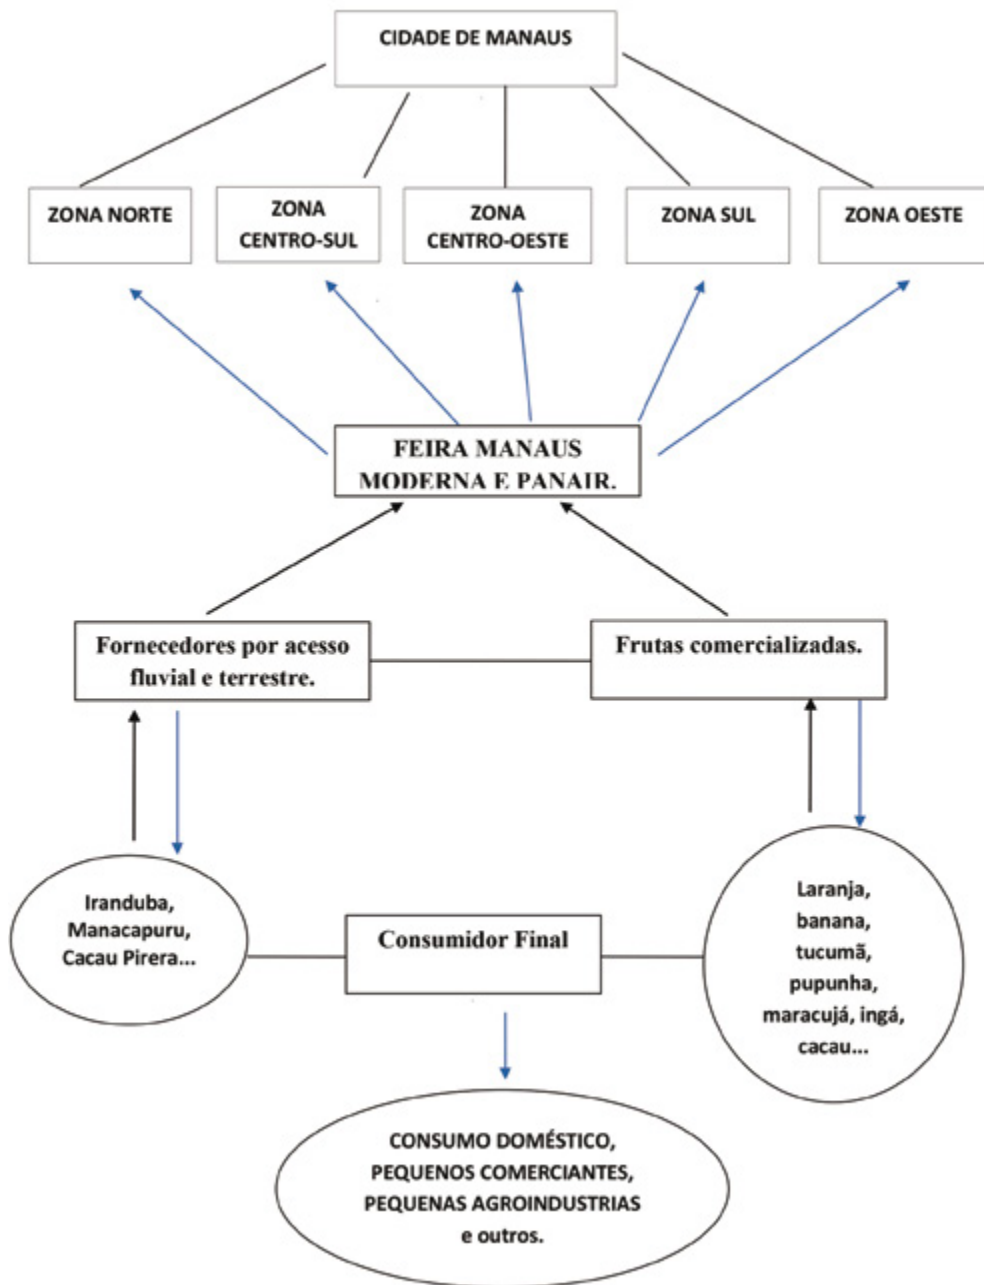 CIDADE DE MANAUS
ZONA NORTE
ZONA
CENTRO-SUL
ZONA
CENTRO-OESTE
ZONA SUL
ZONA OESTE
FEIRA MANAUS
MODERNA E PANAIR.
Fornecedores por acesso
fluvial e terrestre.
Frutas comercializadas.
Iranduba,
Manacapuru,
Cacau Pirera...
Consumidor Final
Laranja,
banana,
tucumã,
pupunha,
maracujá, ingá,
cacau...
CONSUMO DOMÉSTICO,
PEQUENOS COMERCIANTES,
PEQUENAS AGROINDUSTRIAS
e outros.